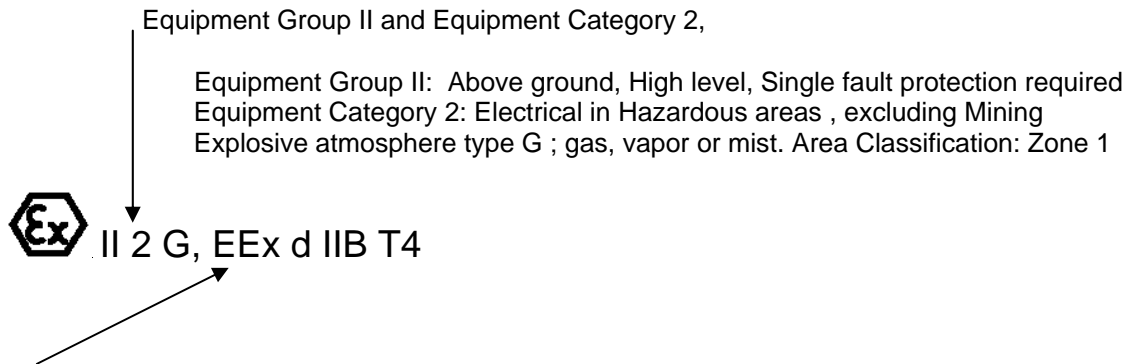 Equipment Group II and Equipment Category 2,
Equipment Group II: Above ground, High level, Single fault protection required
Equipment Category 2: Electrical in Hazardous areas , excluding Mining
Explosive atmosphere type G ; gas, vapor or mist. Area Classification: Zone 1
Ex II 2 G, EEx d IIB T4